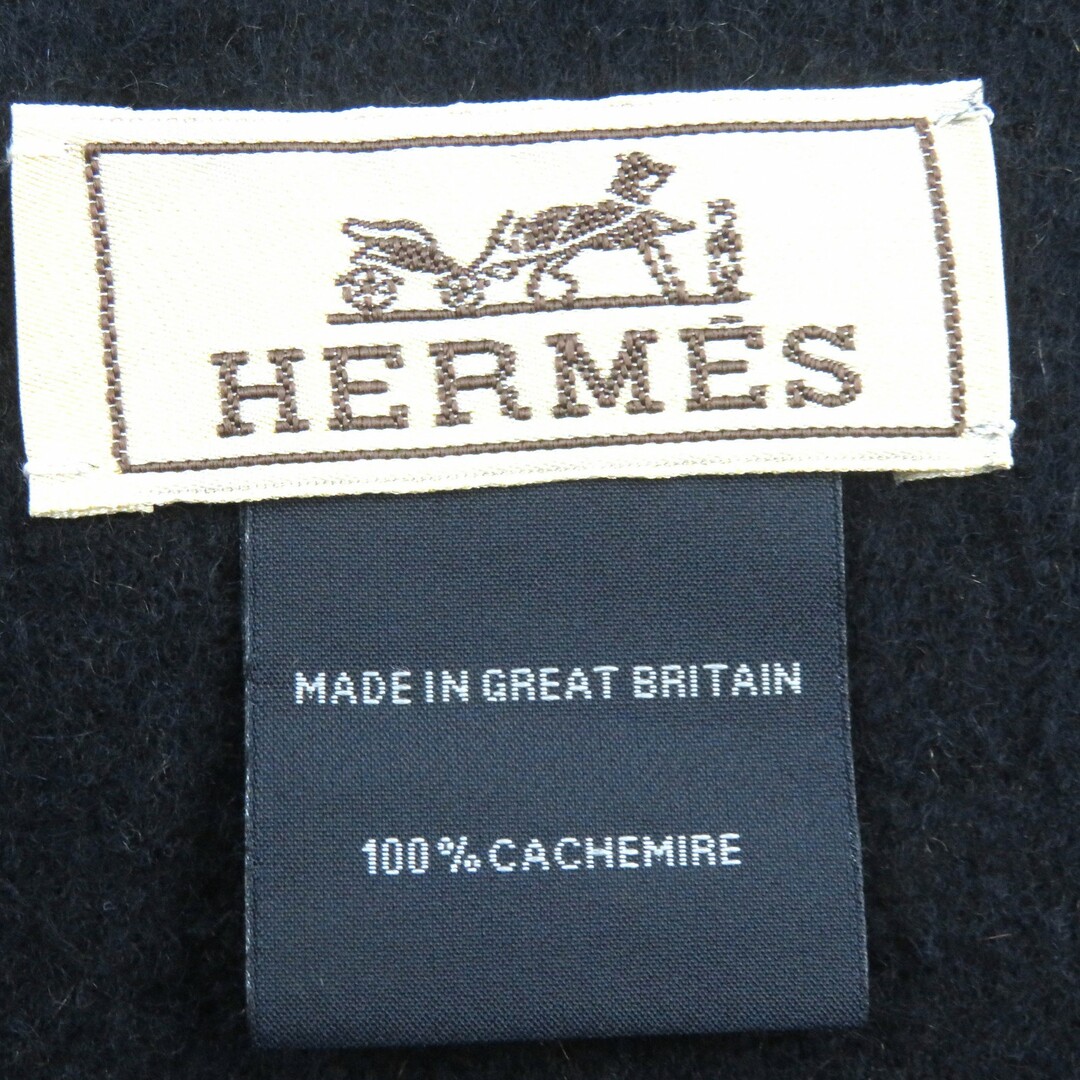 HERMÈS
MADE IN GREAT BRITAIN
100% CACHEMIRE